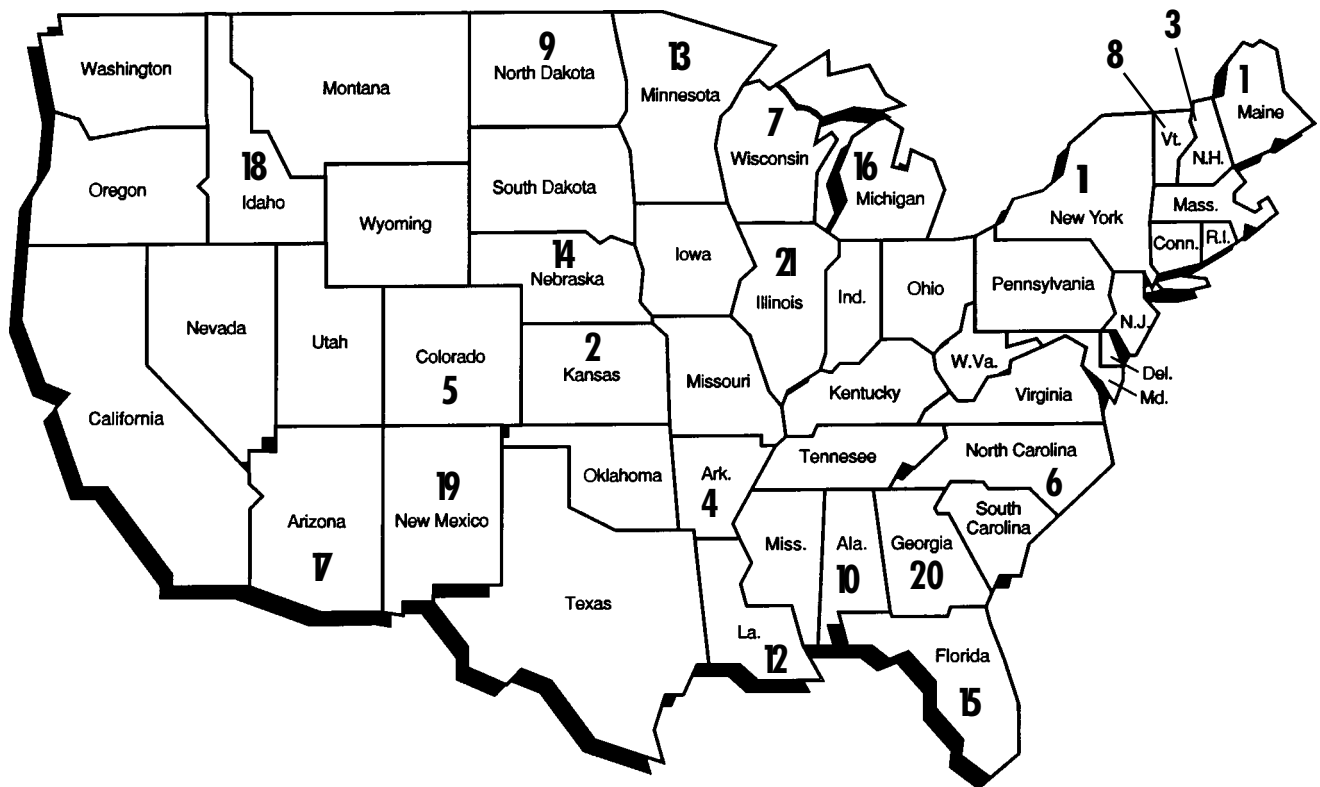 3
8
9
13
1
Washington
North Dakota
Montana
Minnesota
Maine
7
Vt.
Wisconsin
N.H.
18
16
1
Oregon
South Dakota
Michigan
Idaho
Mass.
Wyoming
New York
Conn.
R.I.
14
Iowa
21
Nebraska
Illinois
Ind.
Ohio
Pennsylvania
Nevada
N.J.
Utah
Colorado
2
Kansas
W.Va.
Del.
5
Missouri
Kentucky
Virginia
Md.
California
North Carolina
Tennesee
Oklahoma
Ark.
6
19
4
South
Carolina
Arizona
New Mexico
Miss.
Ala.
Georgia
17
10
20
Texas
La.
12
Florida
15